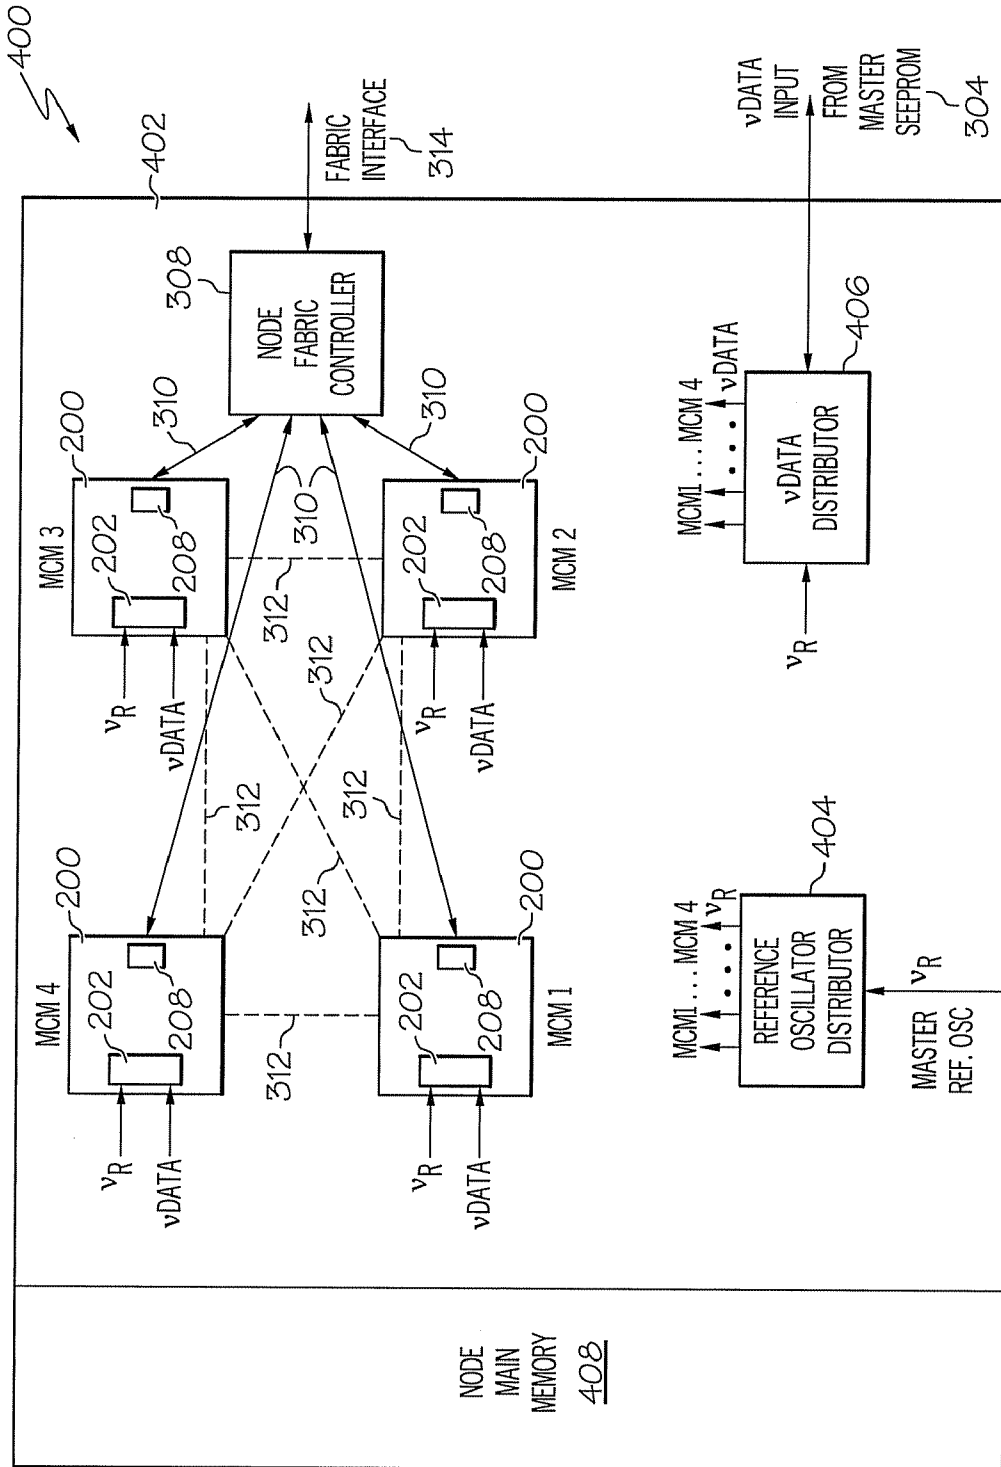 400
402
NODE
MAIN
MEMORY
408
MCM 4
200
202
208
νR
νDATA
MCM 3
200
202
208
νR
νDATA
310
308
NODE
FABRIC
CONTROLLER
FABRIC
INTERFACE
314
312
312
312
312
312
312
310
310
MCM 1
200
202
208
νR
νDATA
MCM 2
200
202
208
νR
νDATA
MCM1...MCM 4
νR
REFERENCE
OSCILLATOR
DISTRIBUTOR
404
MASTER
REF. OSC
νR
MCM1...MCM 4
νDATA
νDATA
DISTRIBUTOR
406
νR
νDATA
INPUT
FROM MASTER
SEEPROM
304